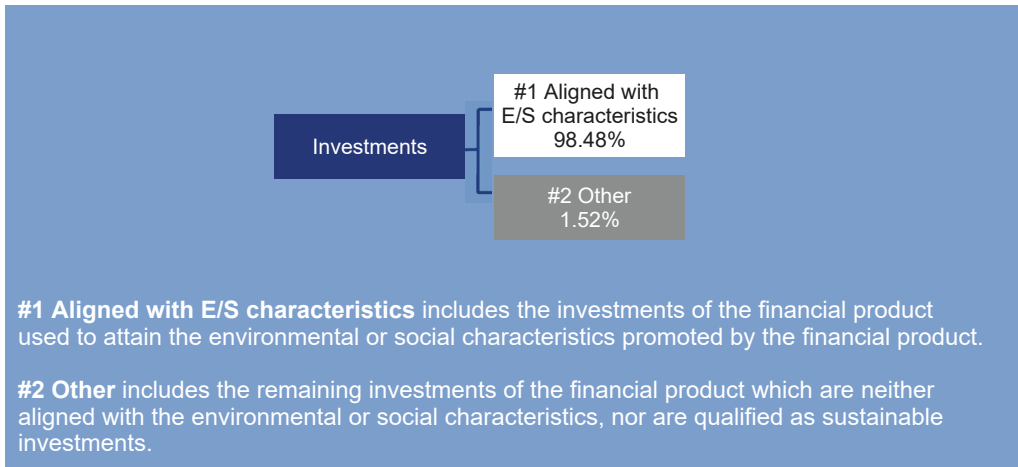 Investments
#1 Aligned with
E/S characteristics
98.48%
#2 Other
1.52%
#1 Aligned with E/S characteristics includes the investments of the financial product
used to attain the environmental or social characteristics promoted by the financial product.
#2 Other includes the remaining investments of the financial product which are neither
aligned with the environmental or social characteristics, nor are qualified as sustainable
investments.